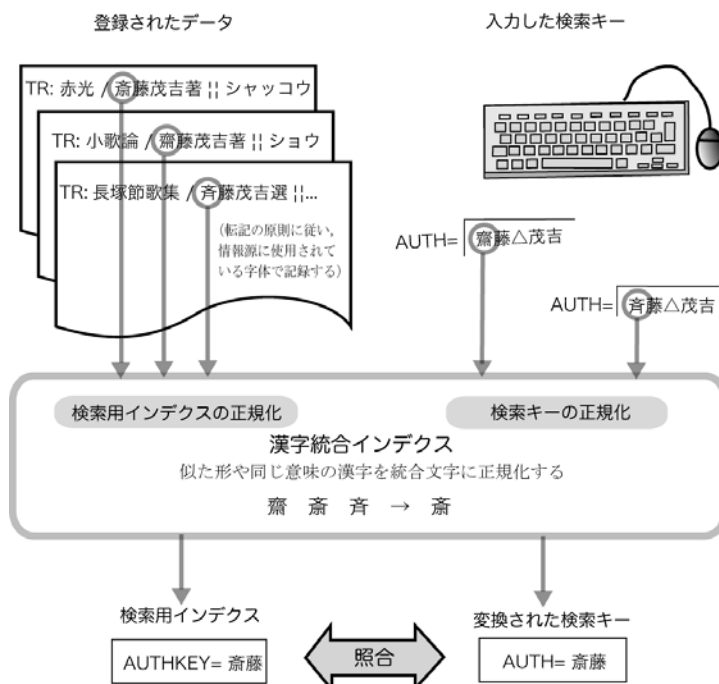 登録されたデータ
入力した検索キー
TR: 赤光 / 斎藤茂吉著 ¦¦ シャッコウ
TR: 小歌論 / 齋藤茂吉著 ¦¦ ショウ
TR: 長塚節歌集 / 斉藤茂吉選 ¦¦...
(転記の原則に従い,
情報源に使用されて
いる字体で記録する)
AUTH= 齋藤△茂吉
AUTH= 斉藤△茂吉
検索用インデクスの正規化
検索キーの正規化
漢字統合インデクス
似た形や同じ意味の漢字を統合文字に正規化する
齋 斎 斉 → 斎
検索用インデクス
変換された検索キー
AUTHKEY= 斎藤
照合
AUTH= 斎藤